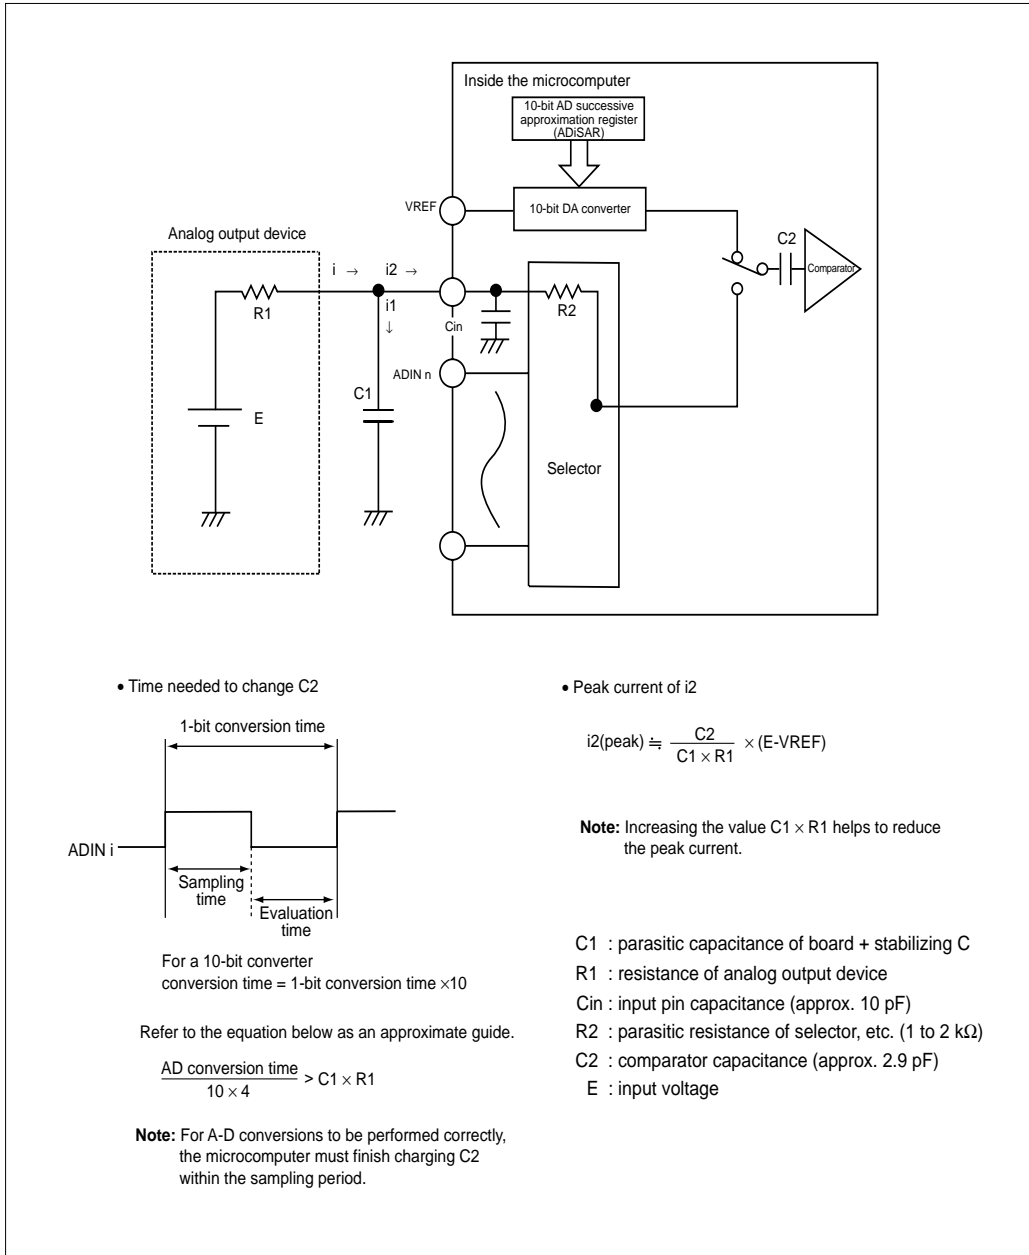 Inside the microcomputer
10-bit AD successive
approximation register
(ADiSAR)
VREF
10-bit DA converter
C2
Comparator
Analog output device
i →
i2 →
R1
i1
↓
Cin
R2
ADIN n
C1
E
Selector
• Time needed to change C2
1-bit conversion time
ADIN i
Sampling
time
Evaluation
time
For a 10-bit converter
conversion time = 1-bit conversion time ×10
Refer to the equation below as an approximate guide.
AD conversion time
10 × 4
> C1 × R1
Note: For A-D conversions to be performed correctly,
the microcomputer must finish charging C2
within the sampling period.
• Peak current of i2
i2(peak) ≒ C2
C1 × R1
× (E-VREF)
Note: Increasing the value C1 × R1 helps to reduce
the peak current.
C1 : parasitic capacitance of board + stabilizing C
R1 : resistance of analog output device
Cin : input pin capacitance (approx. 10 pF)
R2 : parasitic resistance of selector, etc. (1 to 2 kΩ)
C2 : comparator capacitance (approx. 2.9 pF)
E : input voltage